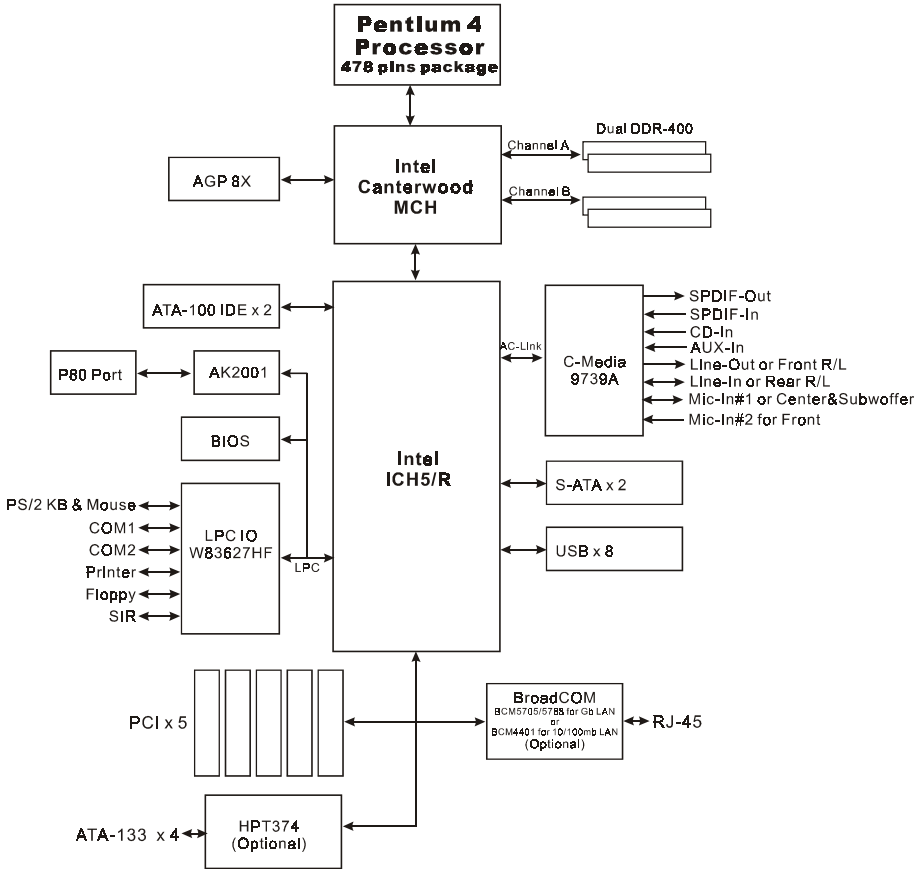 Pentium 4
Processor
478 pins package
Dual DDR-400
Channel A
Intel
Canterwood
MCH
AGP 8X
Channel B
ATA-100 IDE x 2
SPDIF-Out
SPDIF-In
CD-In
AUX-In
Line-Out or Front R/L
Line-In or Rear R/L
Mic-In#1 or Center&Subwoffer
Mic-In#2 for Front
AC-Link
C-Media
9739A
P80 Port
AK2001
BIOS
Intel
ICH5/R
S-ATA x 2
USB x 8
PS/2 KB & Mouse
COM1
COM2
Printer
Floppy
SIR
LPC IO
W83627HF
LPC
PCI x 5
BroadCOM
BCM5705/5788 for Gb LAN
or
BCM4401 for 10/100mb LAN
(Optional)
RJ-45
ATA-133 x 4
HPT374
(Optional)